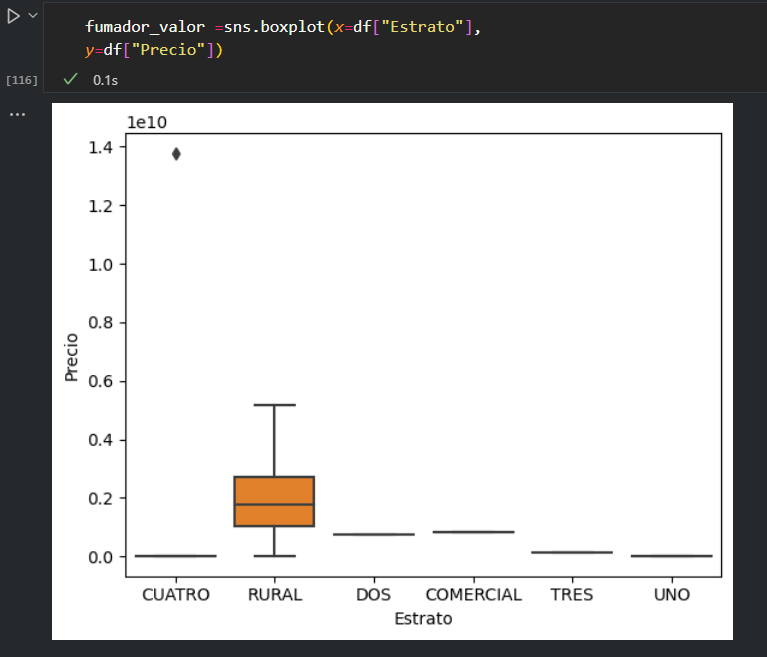 fumador_valor =sns.boxplot(x=df["Estrato"],
y=df["Precio"])
[116]
0.1s
...
1e10
1.4
1.2
1.0
0.8
0.6
0.4
0.2
0.0
Precio
CUATRO RURAL DOS COMERCIAL TRES UNO
Estrato